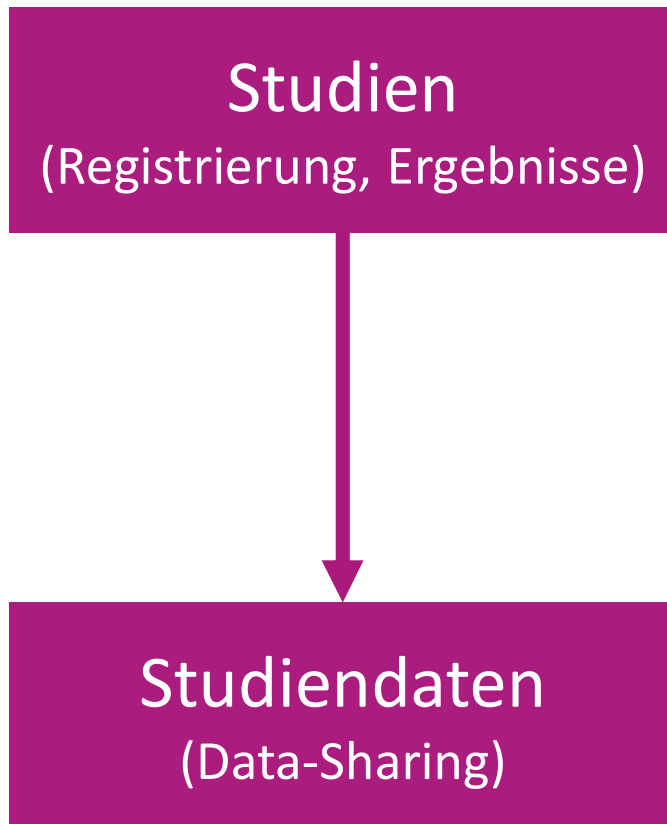 Studien
(Registrierung, Ergebnisse)
Studiendaten
(Data-Sharing)